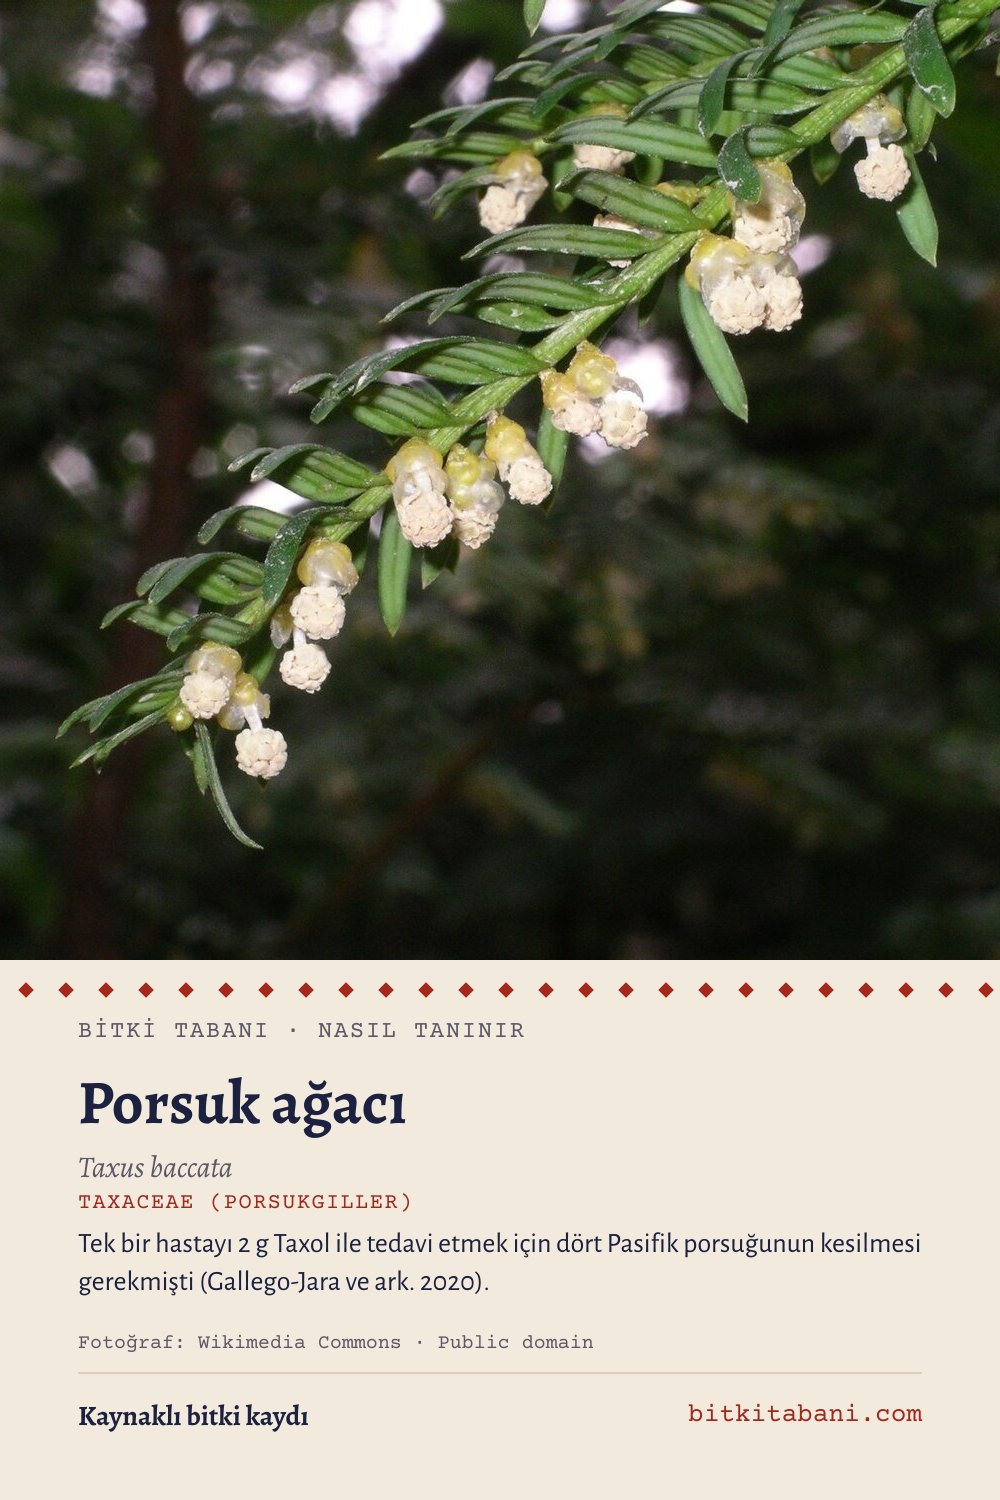 BİTKİ TABANI · NASIL TANINIR
Porsuk ağacı
Taxus baccata
TAXACEAE (PORSUKGILLER)
Tek bir hastayı 2 g Taxol ile tedavi etmek için dört Pasifik porsuğunun kesilmesi
gerekmişti (Gallego-Jara ve ark. 2020).
Fotoğraf: Wikimedia Commons · Public domain
Kaynaklı bitki kaydı
bitkitabani.com